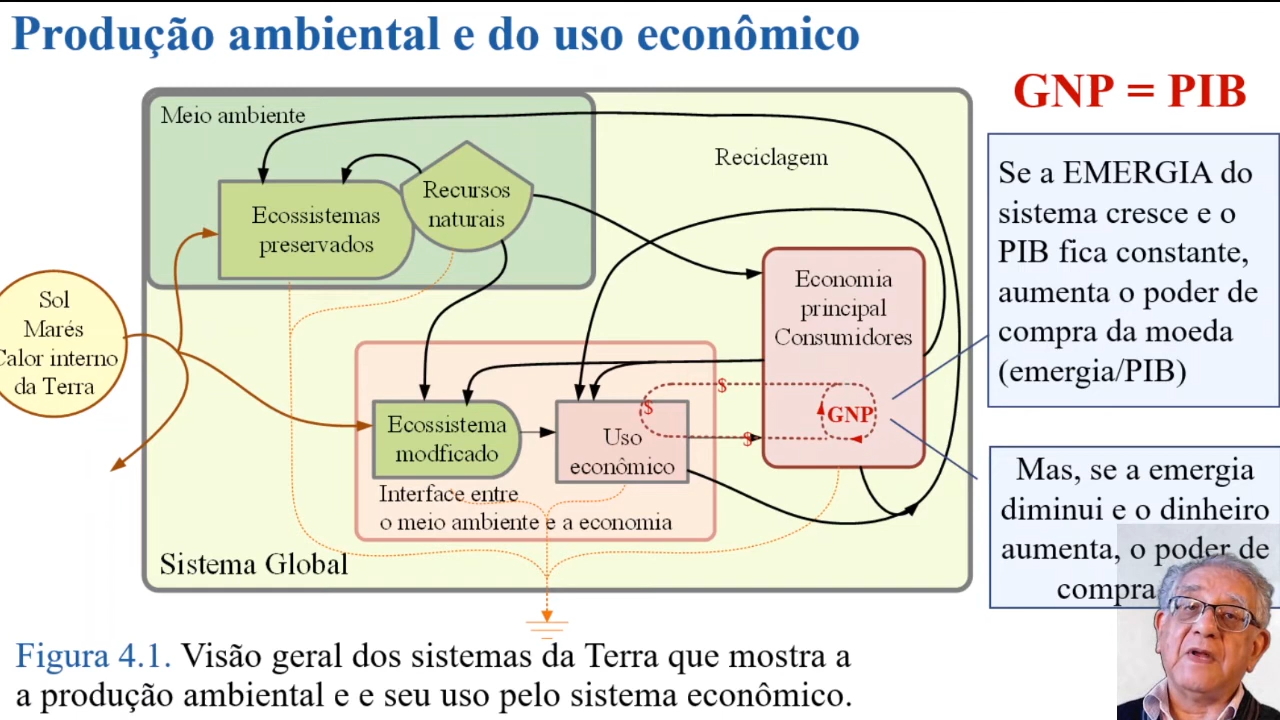 Produção ambiental e do uso econômico
GNP = PIB
Meio ambiente
Reciclagem
Recursos
naturais
Ecossistemas
preservados
Sol
Marés
Calor interno
da Terra
Economia
principal
Consumidores
$
$
$
GNP
Ecossistema
modficado
Uso
econômico
Interface entre
o meio ambiente e a economia
Sistema Global
Se a EMERGIA do
sistema cresce e o
PIB fica constante,
aumenta o poder de
compra da moeda
(emergia/PIB)
Mas, se a emergia
diminui e o dinheiro
aumenta, o poder de
compra
Figura 4.1. Visão geral dos sistemas da Terra que mostra a
a produção ambiental e e seu uso pelo sistema econômico.